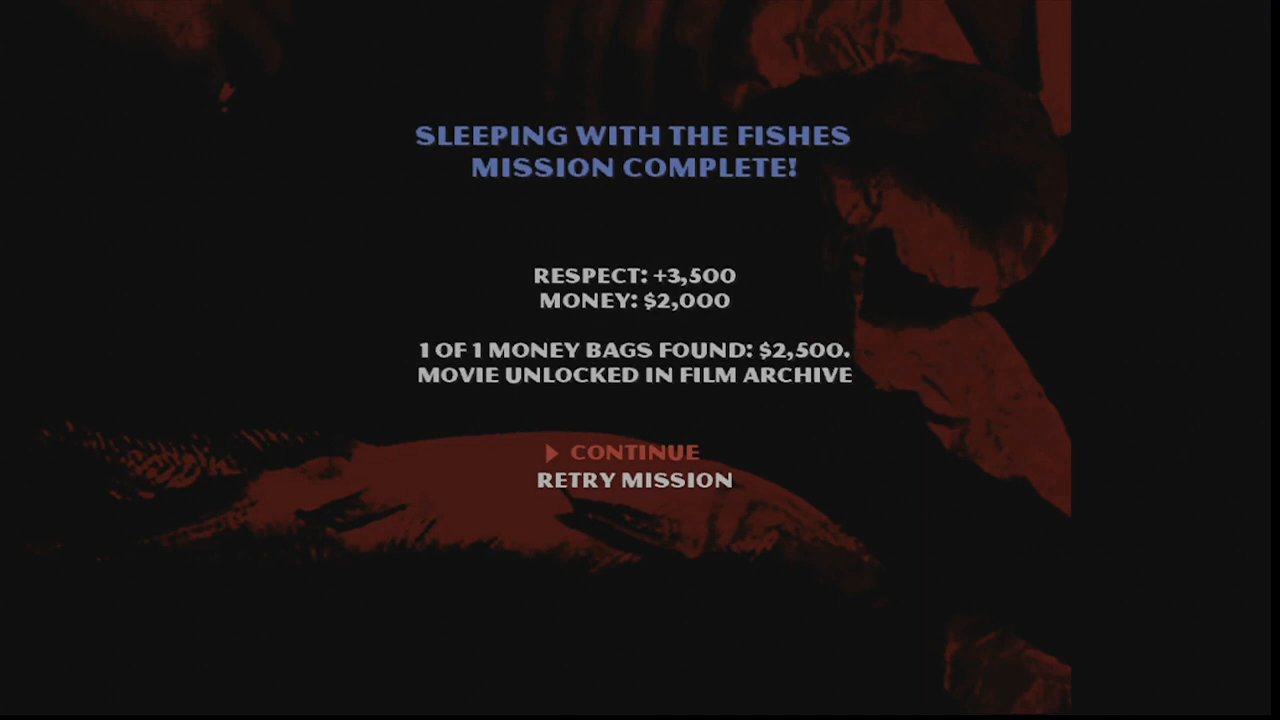 SLEEPING WITH THE FISHES
MISSION COMPLETE!
RESPECT: +3,500
MONEY: $2,000
1 OF 1 MONEY BAGS FOUND: $2,500.
MOVIE UNLOCKED IN FILM ARCHIVE
CONTINUE
RETRY MISSION